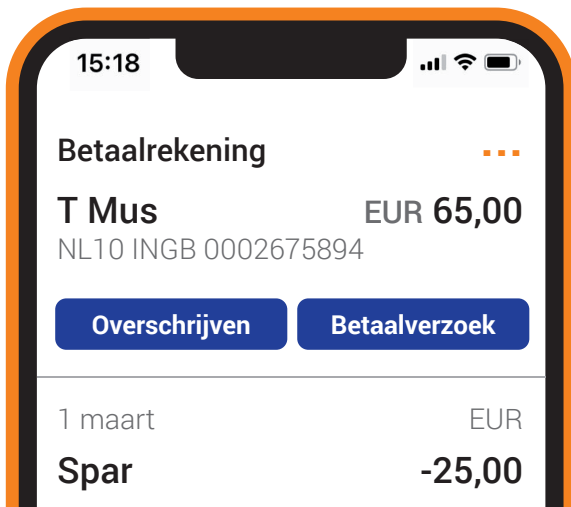 15:18
Betaalrekening
T Mus EUR 65,00
NL10 INGB 0002675894
Overschrijven Betaalverzoek
1 maart EUR
Spar -25,00